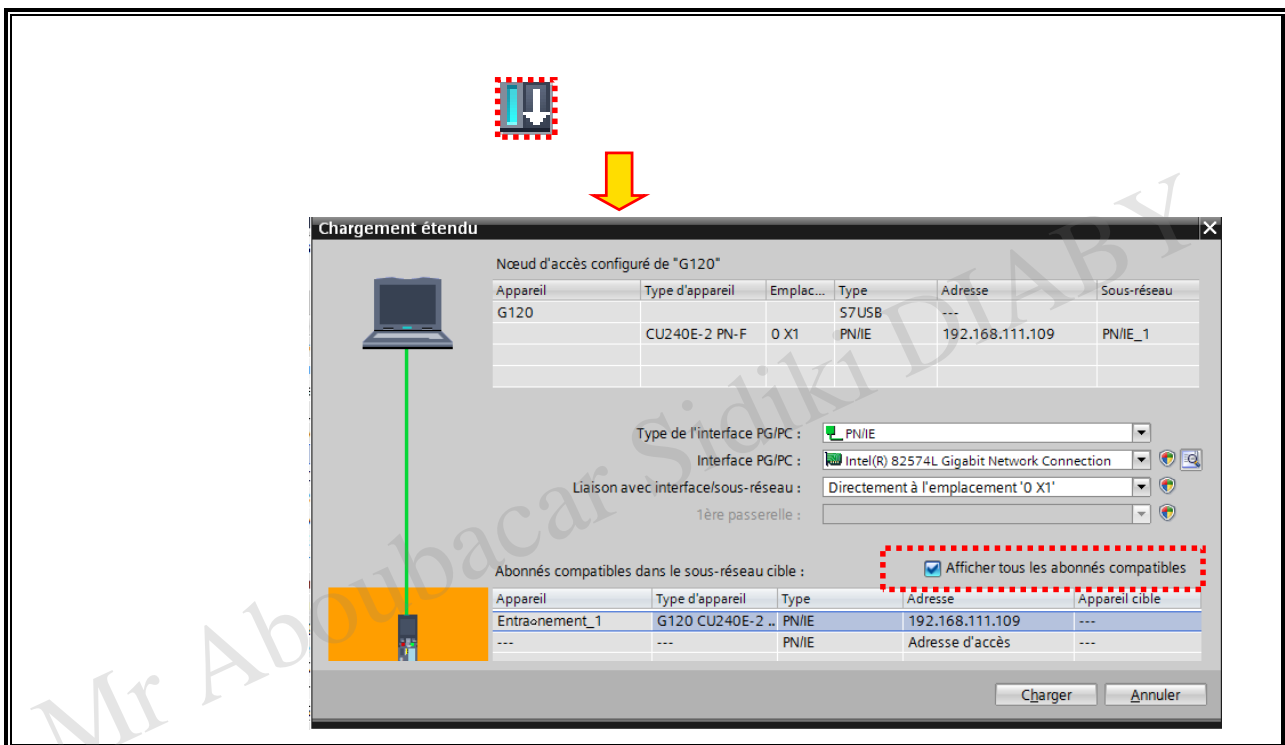 Chargement étendu
Nœud d'accès configuré de "G120"
Appareil Type d'appareil Emplac... Type Adresse Sous-réseau
G120 S7USB ---
CU240E-2 PN-F 0 X1 PN/IE 192.168.111.109 PN/IE_1
Type de l'interface PG/PC : PN/IE
Interface PG/PC : Intel(R) 82574L Gigabit Network Connection
Liaison avec interface/sous-réseau : Directement à l'emplacement '0 X1'
1ère passerelle :
Abonnés compatibles dans le sous-réseau cible : Afficher tous les abonnés compatibles
Appareil Type d'appareil Type Adresse Appareil cible
Entra¤nement_1 G120 CU240E-2 .. PN/IE 192.168.111.109 ---
--- --- PN/IE Adresse d'accès ---
Charger Annuler
Mr Aboubacar Sidiki DIABY